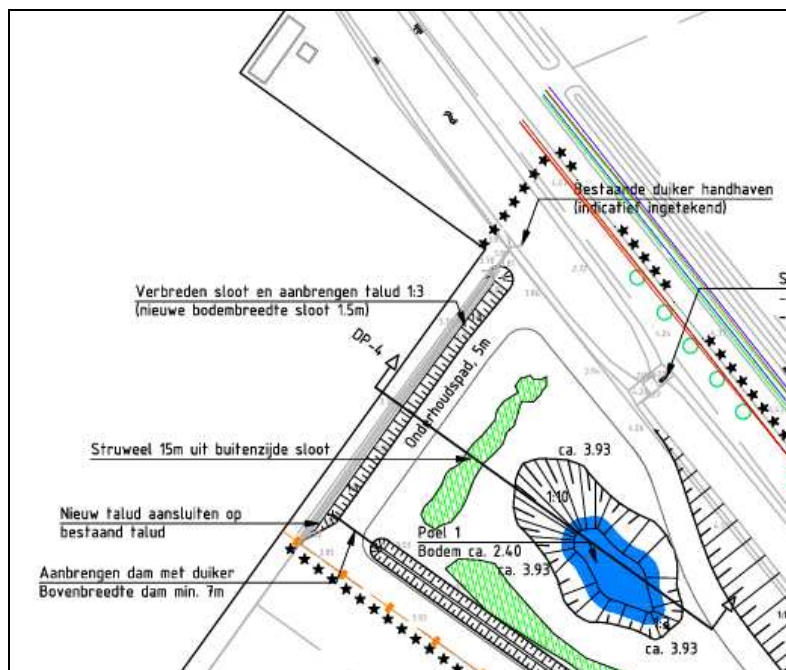 Bestaande duiker handhaven
(indicatief ingetekend)
Verbreden sloot en aanbrengen talud 1:3
(nieuwe bodembreedte sloot 1.5m)
DP-4
Onderhoudspad, 5m
S
Struweel 15m uit buitenzijde sloot
ca. 3.93
1:10
Nieuw talud aansluiten op
bestaand talud
Poel 1
Bodem ca. 2.40
ca. 3.93
Aanbrengen dam met duiker
Bovenbreedte dam min. 7m
ca. 3.93